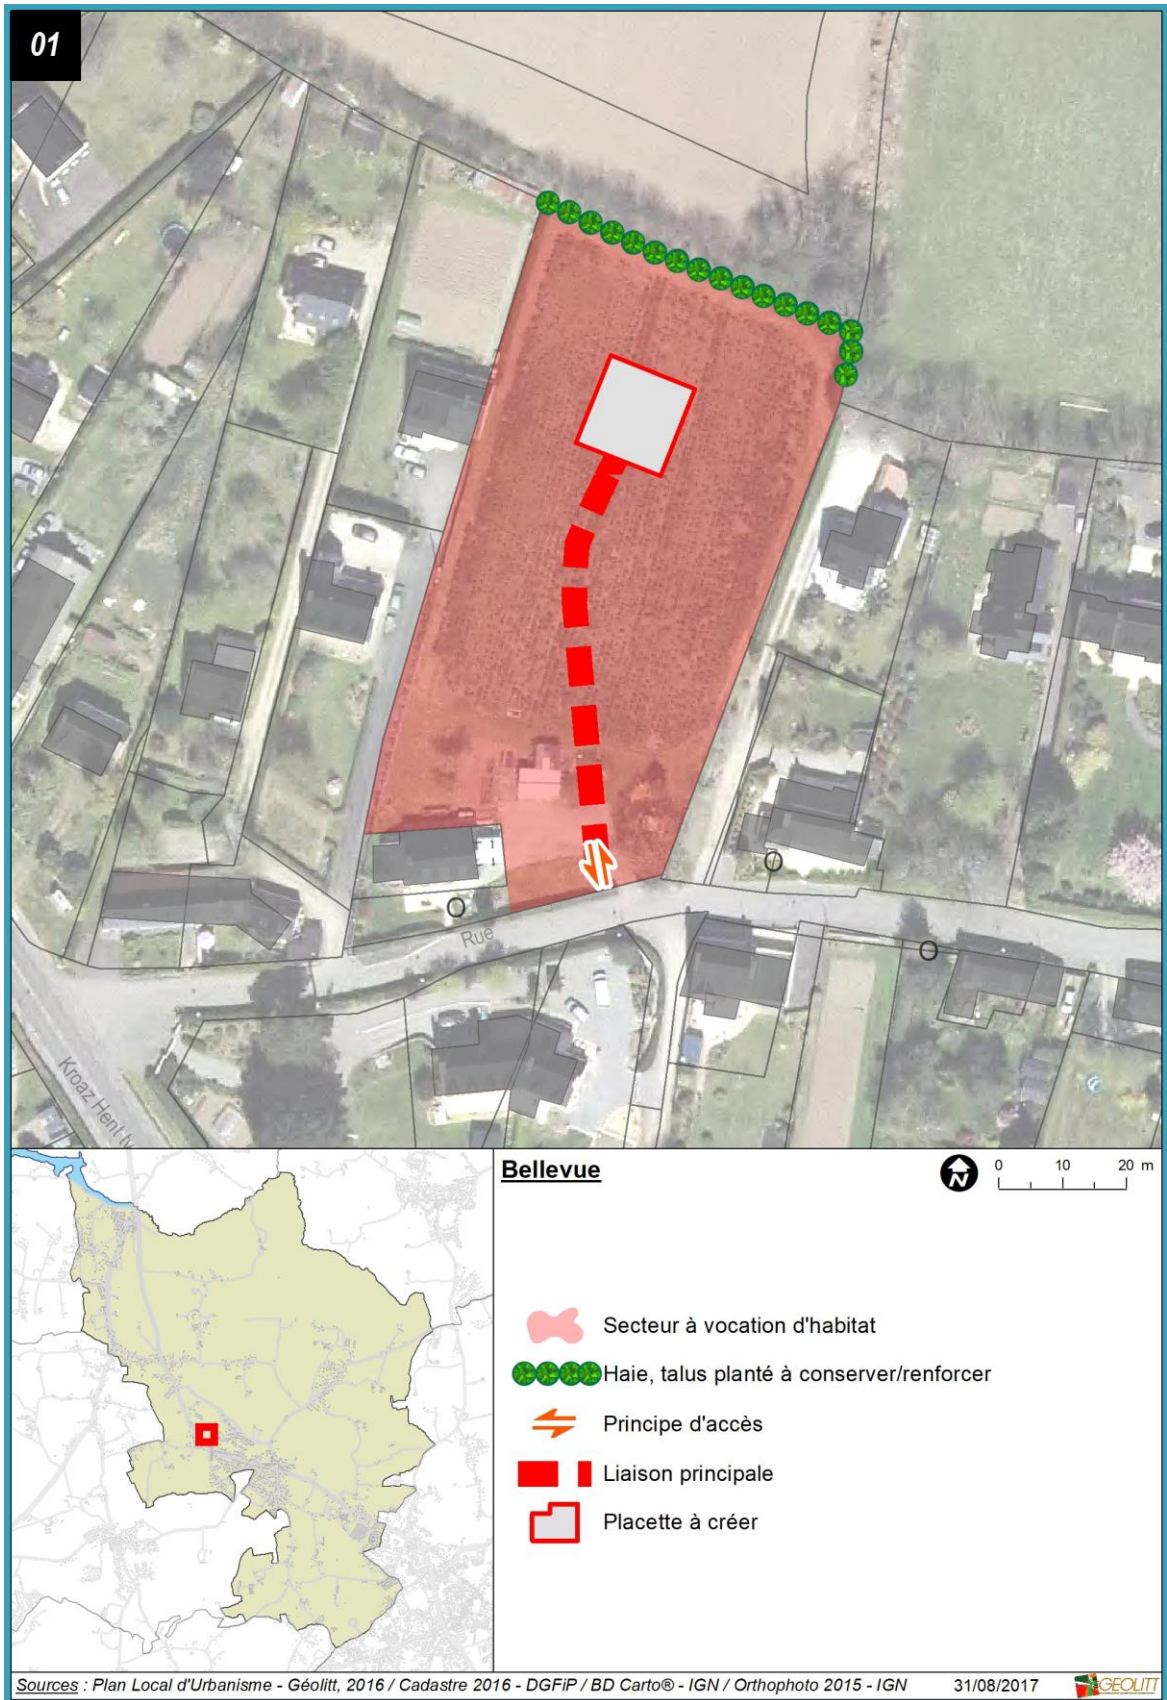 01
Rue
Kroaz Hent
Bellevue
N
0 10 20 m
Secteur à vocation d'habitat
Haie, talus planté à conserver/renforcer
Principe d'accès
Liaison principale
Placette à créer
Sources : Plan Local d'Urbanisme - Géolitt, 2016 / Cadastre 2016 - DGFiP / BD Carto® - IGN / Orthophoto 2015 - IGN 31/08/2017 GEOLITT